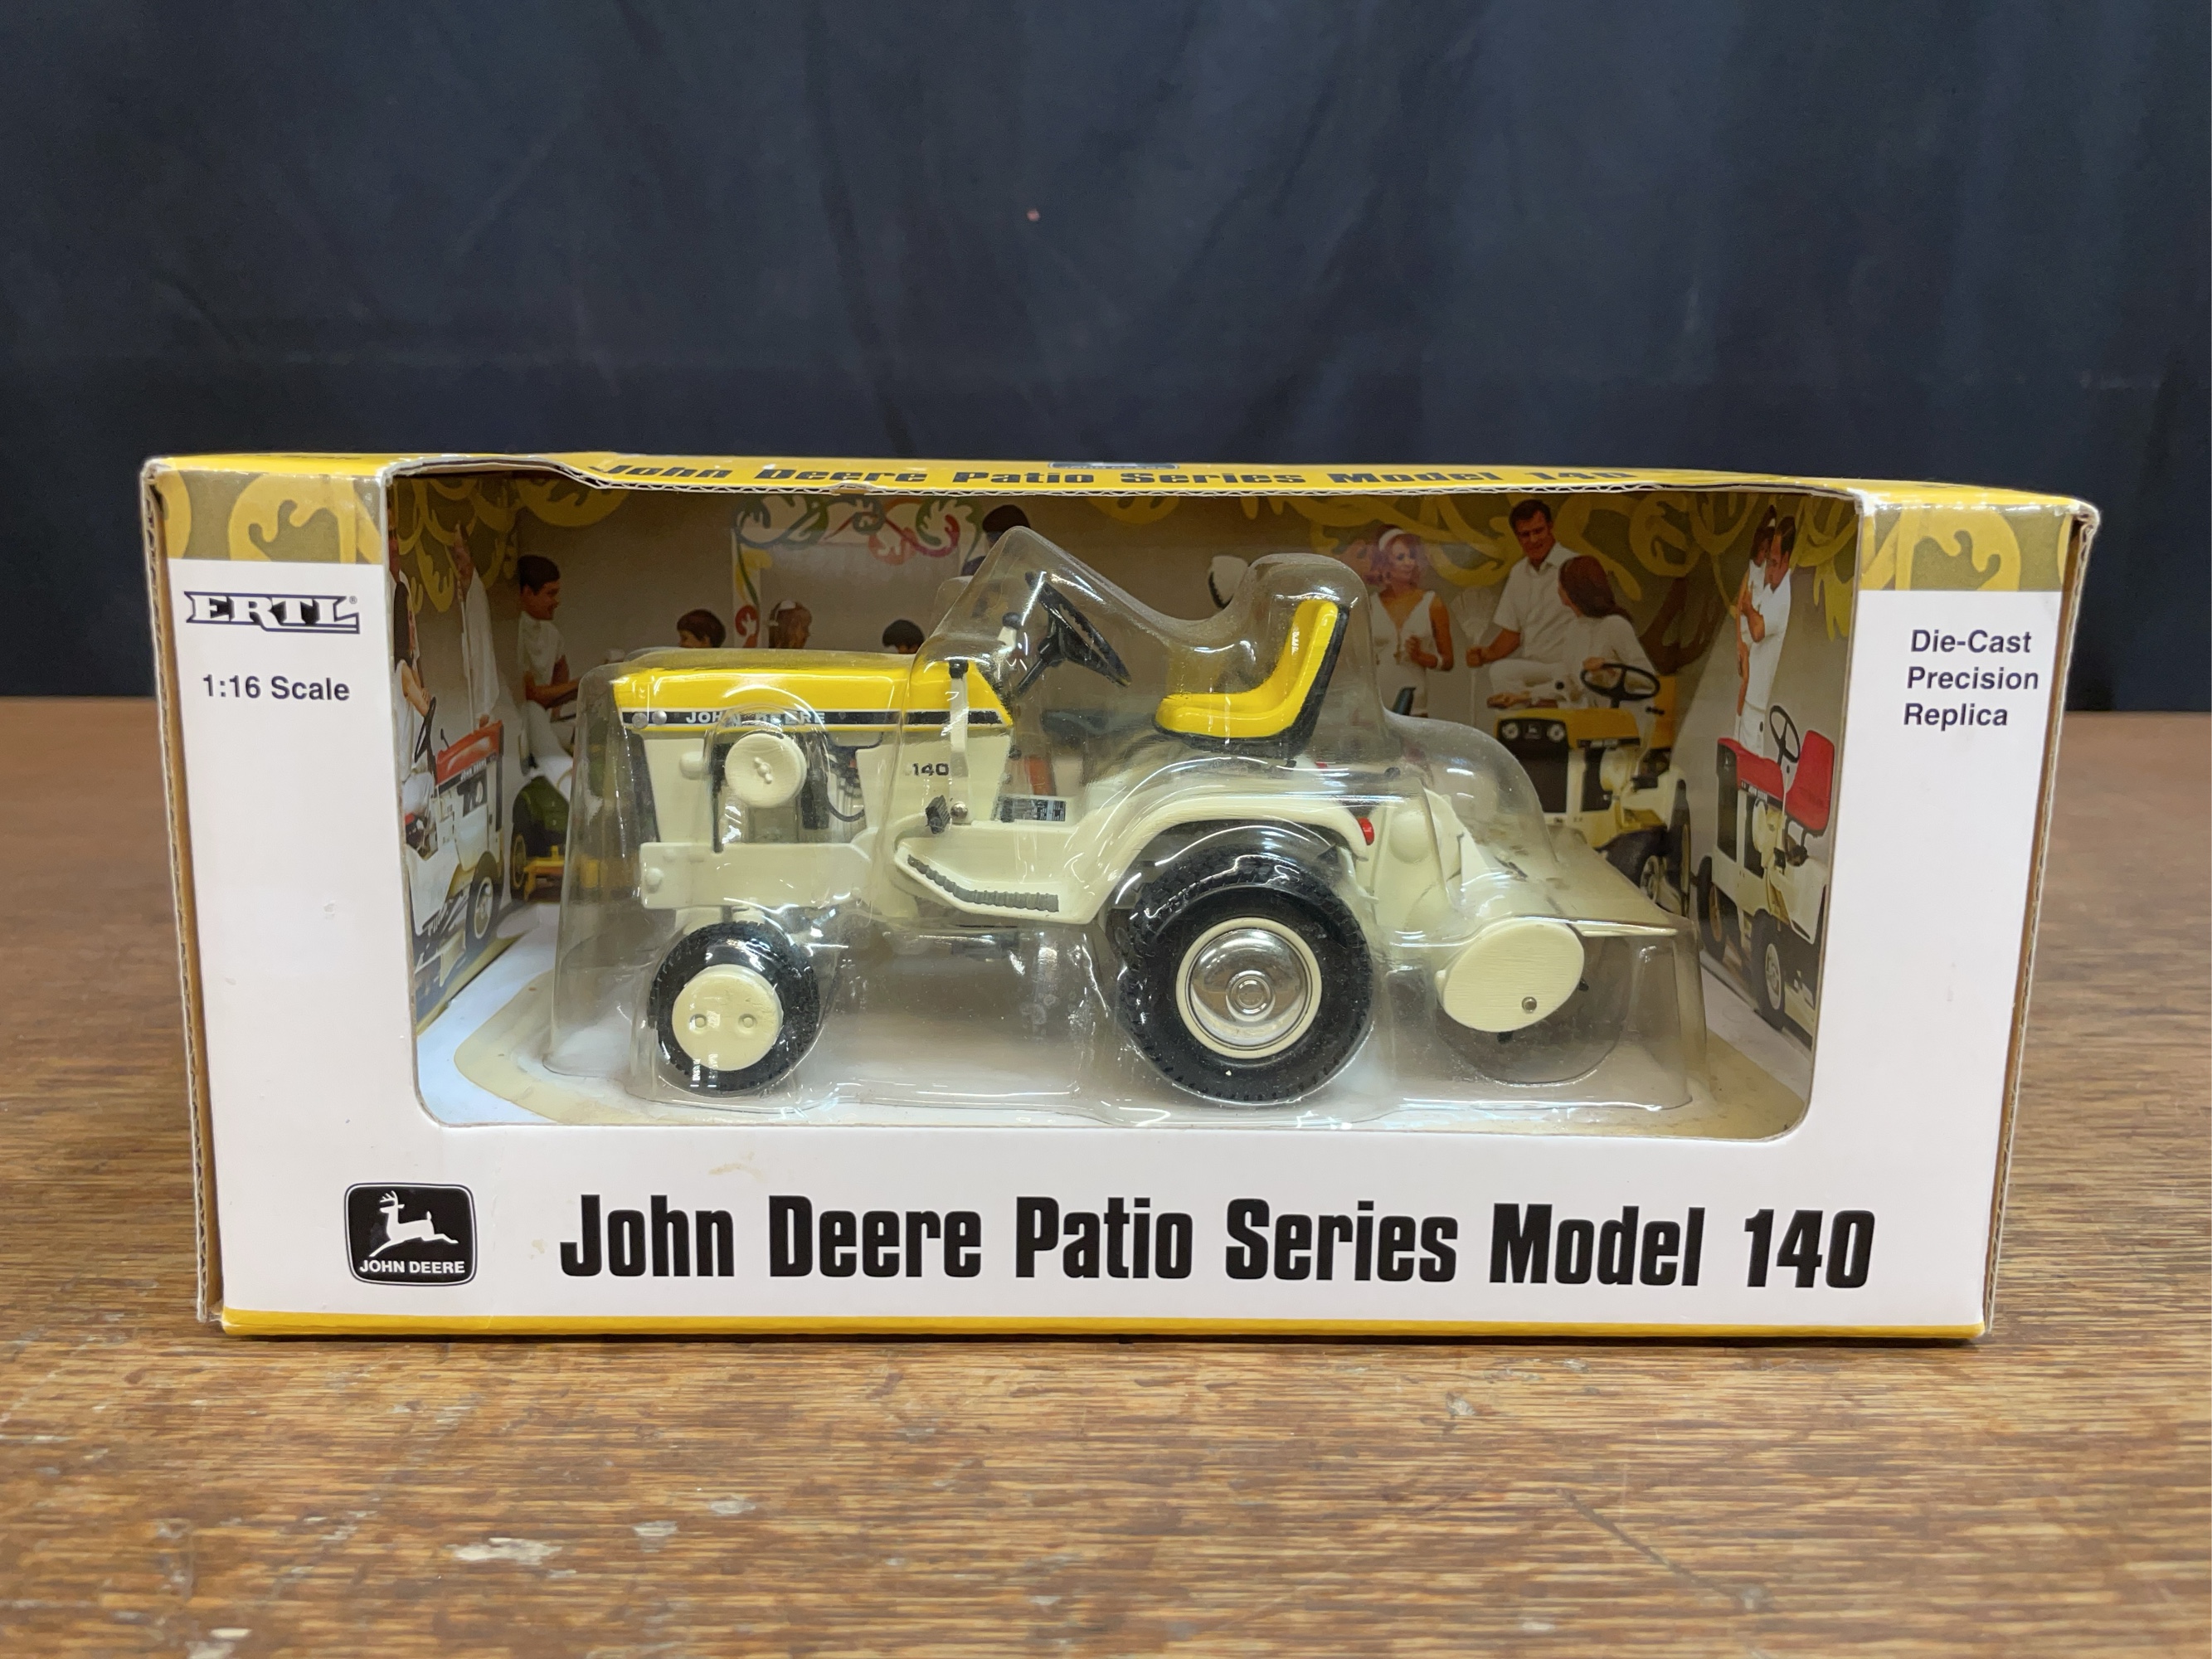 John Deere Patio Series Model 140
ERTL®
1:16 Scale
Die-Cast
Precision
Replica
JOHN DEERE
140
JOHN DEERE
John Deere Patio Series Model 140